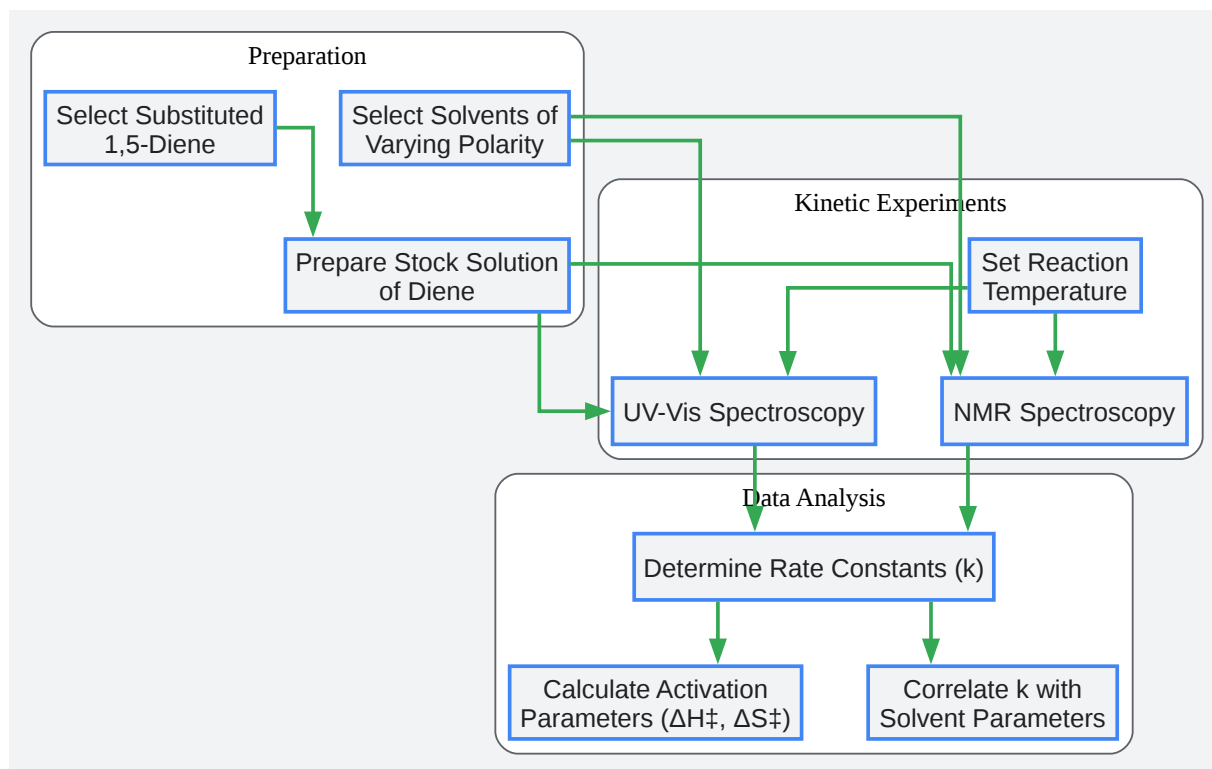 Preparation
Select Substituted
1,5-Diene
Select Solvents of
Varying Polarity
Prepare Stock Solution
of Diene
Kinetic Experiments
Set Reaction
Temperature
UV-Vis Spectroscopy
NMR Spectroscopy
Data Analysis
Determine Rate Constants (k)
Calculate Activation
Parameters (ΔH‡, ΔS‡)
Correlate k with
Solvent Parameters